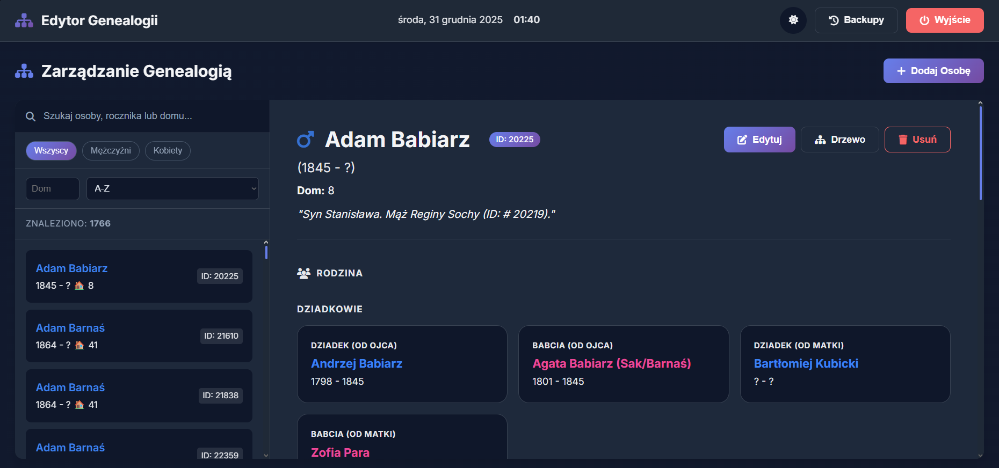 Edytor Genealogii
środa, 31 grudnia 2025 01:40
Backupy
Wyjście
Zarządzanie Genealogią
Dodaj Osobę
Szukaj osoby, rocznika lub domu...
Wszyscy
Mężczyźni
Kobiety
Dom
A-Z
ZNALEZIONO: 1766
Adam Babiarz
1845 - ? 8
ID: 20225
Adam Barnaś
1864 - ? 41
ID: 21610
Adam Barnaś
1864 - ? 41
ID: 21838
Adam Barnaś
ID: 22359
Adam Babiarz
ID: 20225
Edytuj
Drzewo
Usuń
(1845 - ?)
Dom: 8
"Syn Stanisława. Mąż Reginy Sochy (ID: # 20219)."
RODZINA
DZIADKOWIE
DZIADEK (OD OJCA)
Andrzej Babiarz
1798 - 1845
BABCIA (OD OJCA)
Agata Babiarz (Sak/Barnaś)
1801 - 1845
DZIADEK (OD MATKI)
Bartłomiej Kubicki
? - ?
BABCIA (OD MATKI)
Zofia Para